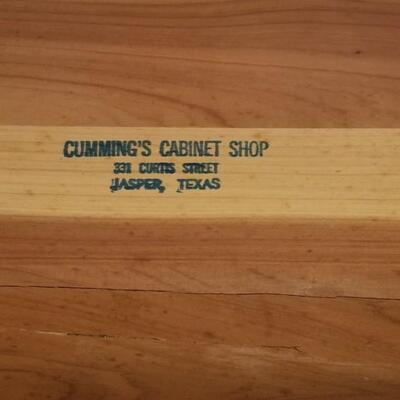 CUMMING'S CABINET SHOP
331 CURTIS STREET
JASPER, TEXAS